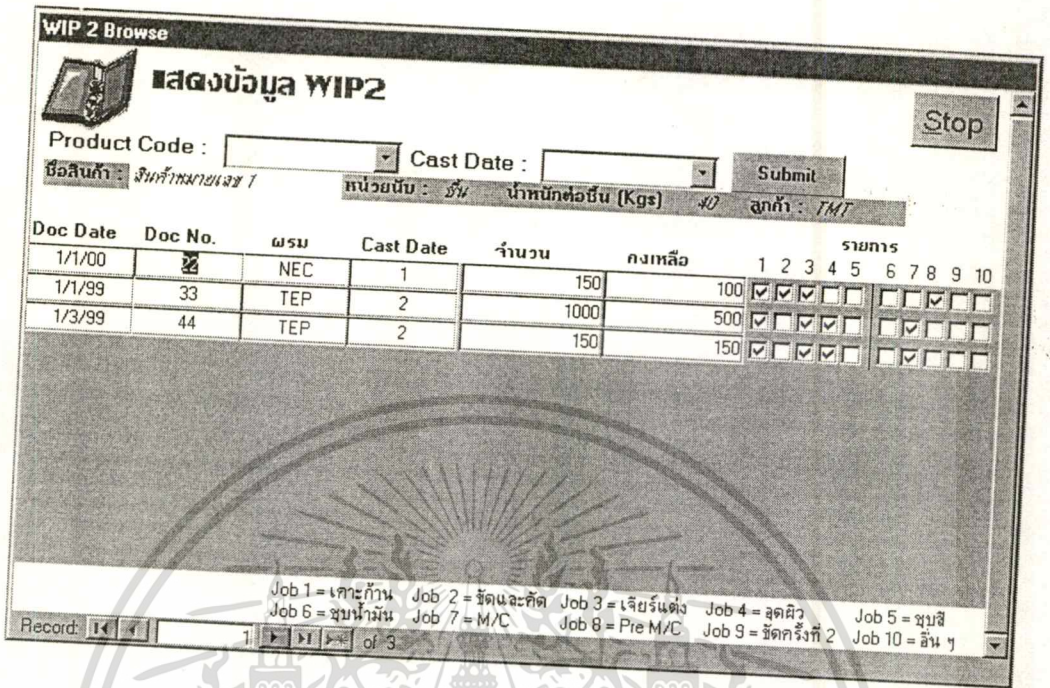 WIP 2 Browse
แสดงข้อมูล WIP2
Stop
Product Code : Cast Date : Submit
ชื่อสินค้า : สินค้าหมายเลข 1 หน่วยนับ : ชิ้น น้ำหนักต่อชิ้น (Kgs) 40 ลูกค้า : TMT
Doc Date Doc No. ผรม Cast Date จำนวน คงเหลือ รายการ
1 2 3 4 5 6 7 8 9 10
1/1/00 22 NEC 1 150 100
1/1/99 33 TEP 2 1000 500
1/3/99 44 TEP 2 150 150
Job 1 = เคาะก้าน Job 2 = ขัดและคัด Job 3 = เจียร์แต่ง Job 4 = อุดผิว Job 5 = ชุบสี
Job 6 = ชุบน้ำมัน Job 7 = M/C Job 8 = Pre M/C Job 9 = ขัดครั้งที่ 2 Job 10 = อื่น ๆ
Record: 1 of 3